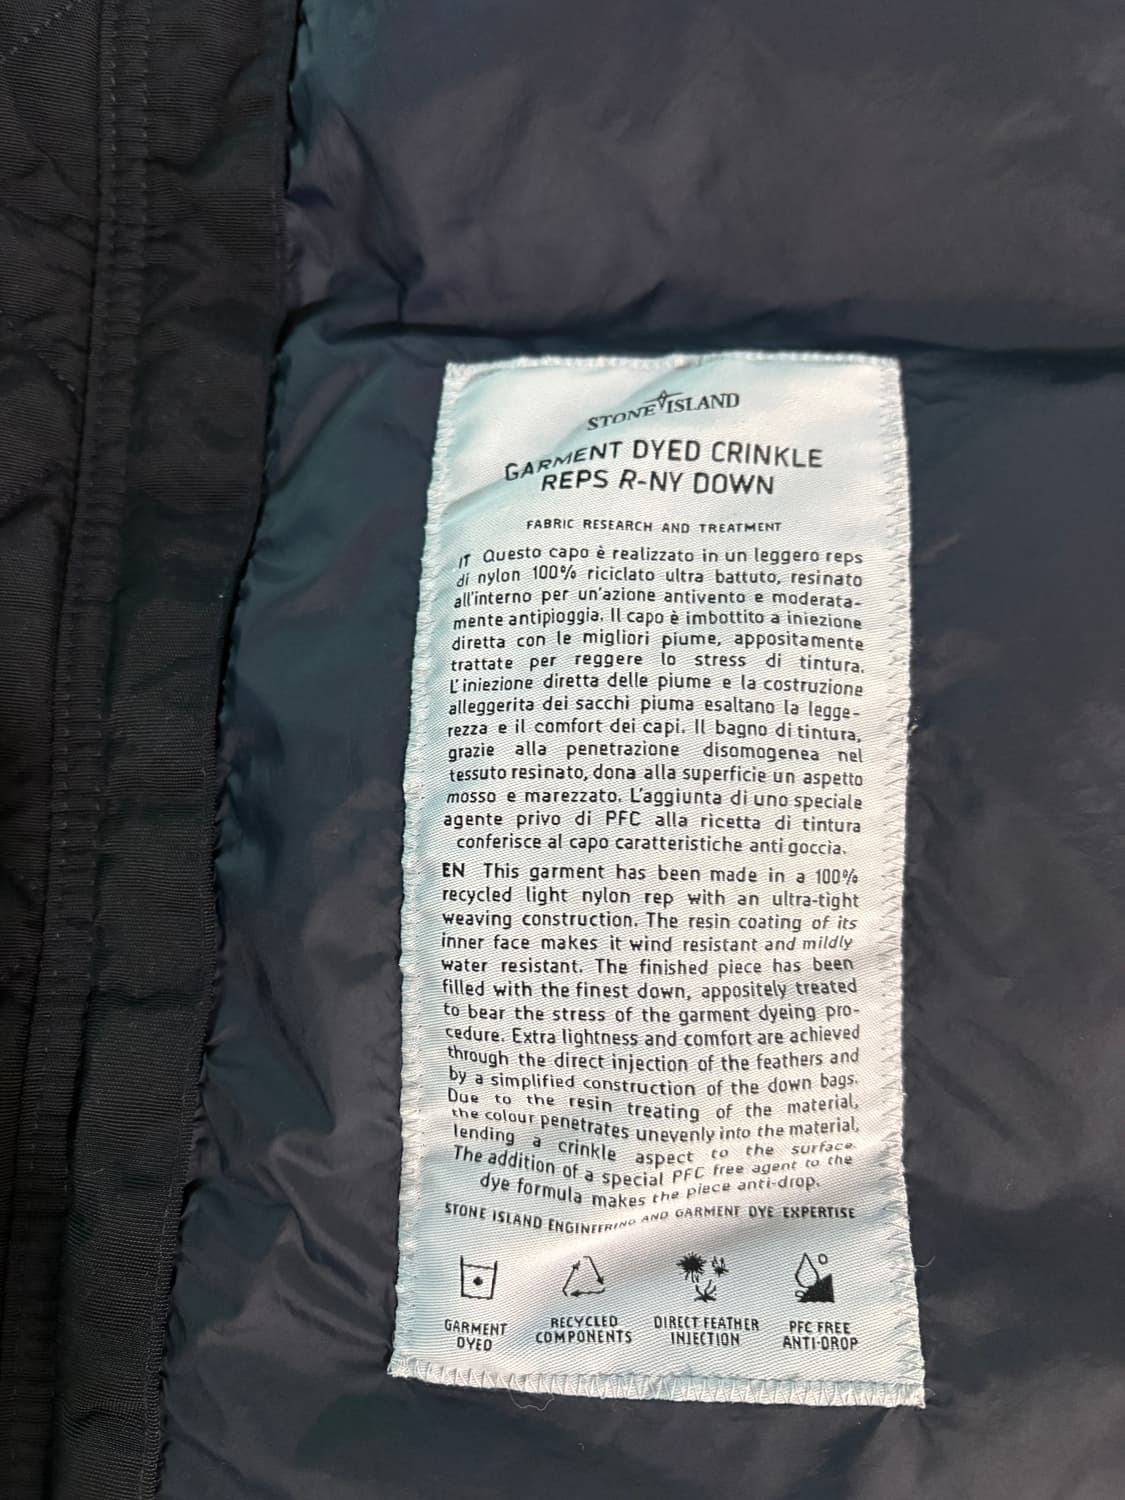 STONE ISLAND
GARMENT DYED CRINKLE
REPS R-NY DOWN
FABRIC RESEARCH AND TREATMENT
IT Questo capo è realizzato in un leggero reps
di nylon 100% riciclato ultra battuto, resinato
all'interno per un'azione antivento e moderata-
mente antipioggia. Il capo è imbottito a iniezione
diretta con le migliori piume, appositamente
trattate per reggere lo stress di tintura.
L'iniezione diretta delle piume e la costruzione
alleggerita dei sacchi piuma esaltano la legge-
rezza e il comfort dei capi. Il bagno di tintura,
grazie alla penetrazione disomogenea nel
tessuto resinato, dona alla superficie un aspetto
mosso e marezzato. L'aggiunta di uno speciale
agente privo di PFC alla ricetta di tintura
conferisce al capo caratteristiche anti goccia.
EN This garment has been made in a 100%
recycled light nylon rep with an ultra-tight
weaving construction. The resin coating of its
inner face makes it wind resistant and mildly
water resistant. The finished piece has been
filled with the finest down, appositely treated
to bear the stress of the garment dyeing pro-
cedure. Extra lightness and comfort are achieved
through the direct injection of the feathers and
by a simplified construction of the down bags.
Due to the resin treating of the material,
the colour penetrates unevenly into the material,
lending a crinkle aspect to the surface.
The addition of a special PFC free agent to the
dye formula makes the piece anti-drop.
STONE ISLAND ENGINEERING AND GARMENT DYE EXPERTISE
GARMENT DYED
RECYCLED COMPONENTS
DIRECT FEATHER INJECTION
PFC FREE ANTI-DROP